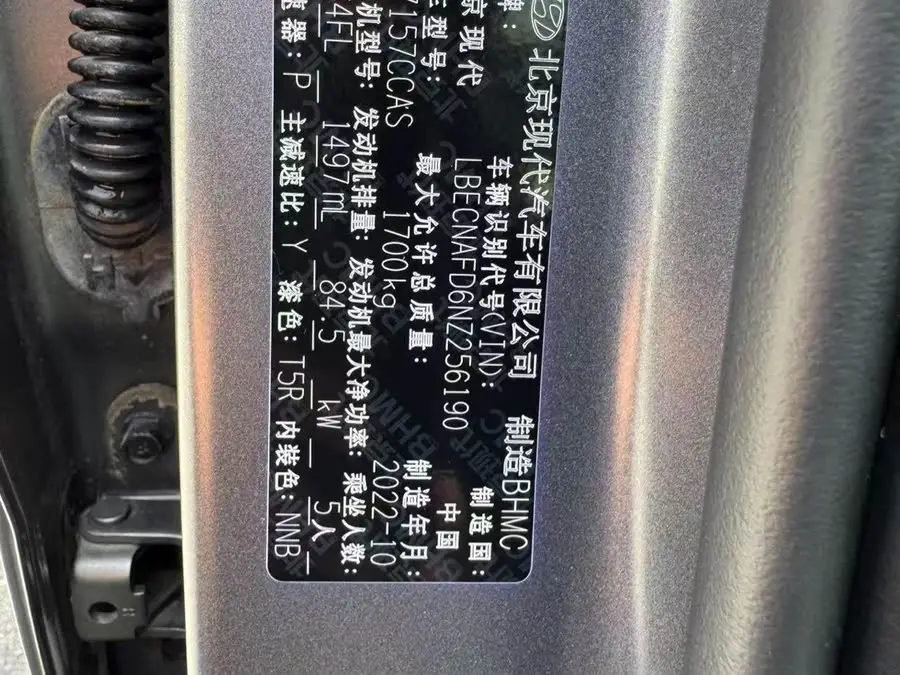 北京现代汽车有限公司 制造BHMC
牌: 车辆识别代号(VIN): 制造国:
京现代 LBECNAFD6NZ256190 中国
型号: 最大允许总质量: 制造年月:
7157CCAS 1700kg 2022-10
机型号: 发动机排量: 发动机最大净功率: 乘坐人数:
4FL 1497mL 84.5 kW 5人
器: P 主减速比: Y 漆色: T5R 内装色: NNB